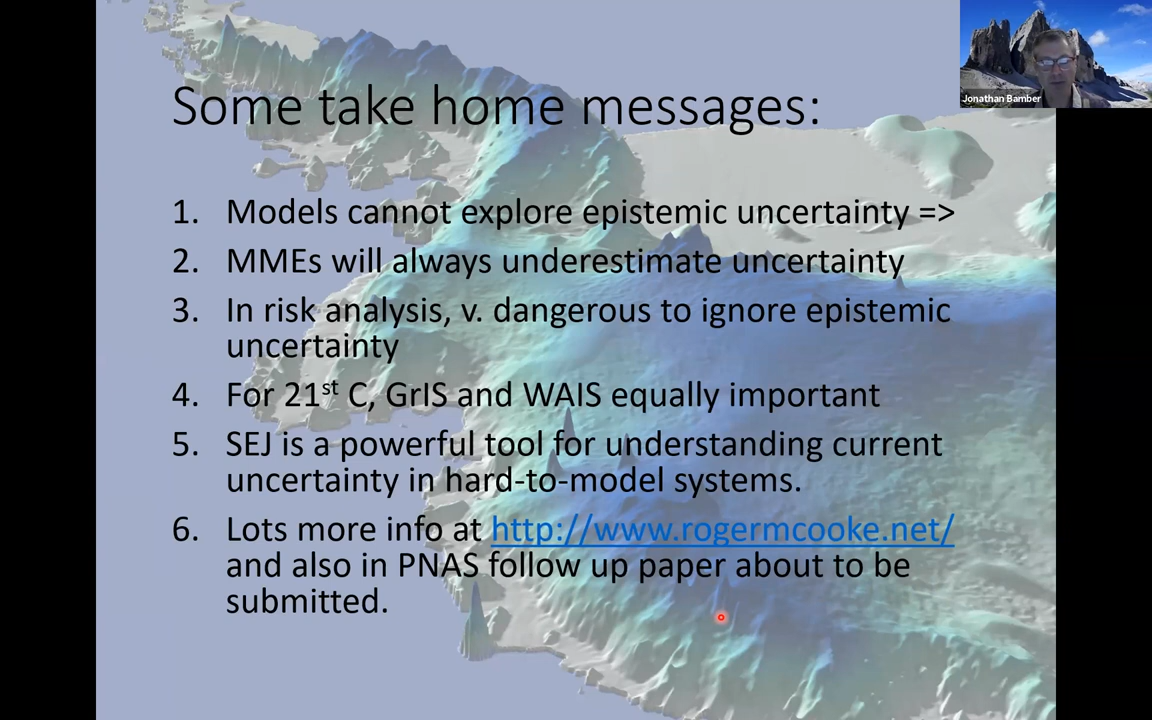 Jonathan Bamber
Some take home messages:
1. Models cannot explore epistemic uncertainty =>
2. MMEs will always underestimate uncertainty
3. In risk analysis, v. dangerous to ignore epistemic
uncertainty
4. For 21st C, GrIS and WAIS equally important
5. SEJ is a powerful tool for understanding current
uncertainty in hard-to-model systems.
6. Lots more info at http://www.rogermcooke.net/
and also in PNAS follow up paper about to be
submitted.